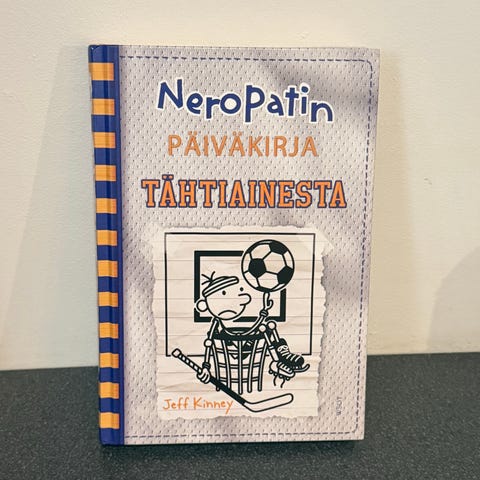 NeroPatin
PÄIVÄKIRJA
TÄHTIAINESTA
Jeff Kinney